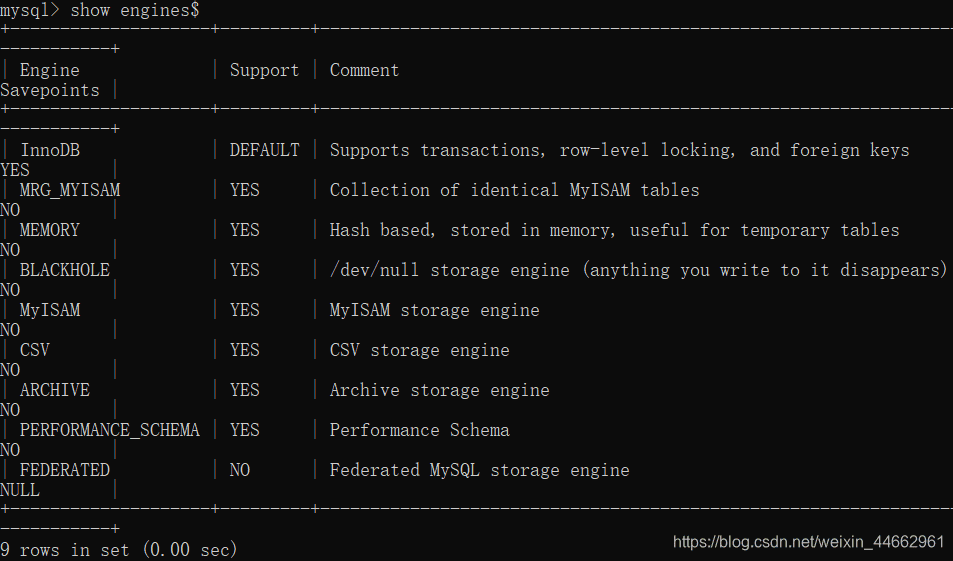 mysql> show engines$
+--------------------+---------+----------------------------------------------------------------
-----------+
| Engine             | Support | Comment
Savepoints |
+--------------------+---------+----------------------------------------------------------------
-----------+
| InnoDB             | DEFAULT | Supports transactions, row-level locking, and foreign keys
YES        |
| MRG_MYISAM         | YES     | Collection of identical MyISAM tables
NO         |
| MEMORY             | YES     | Hash based, stored in memory, useful for temporary tables
NO         |
| BLACKHOLE          | YES     | /dev/null storage engine (anything you write to it disappears)
NO         |
| MyISAM             | YES     | MyISAM storage engine
NO         |
| CSV                | YES     | CSV storage engine
NO         |
| ARCHIVE            | YES     | Archive storage engine
NO         |
| PERFORMANCE_SCHEMA | YES     | Performance Schema
NO         |
| FEDERATED          | NO      | Federated MySQL storage engine
NULL       |
+--------------------+---------+----------------------------------------------------------------
-----------+
9 rows in set (0.00 sec)
https://blog.csdn.net/weixin_44662961